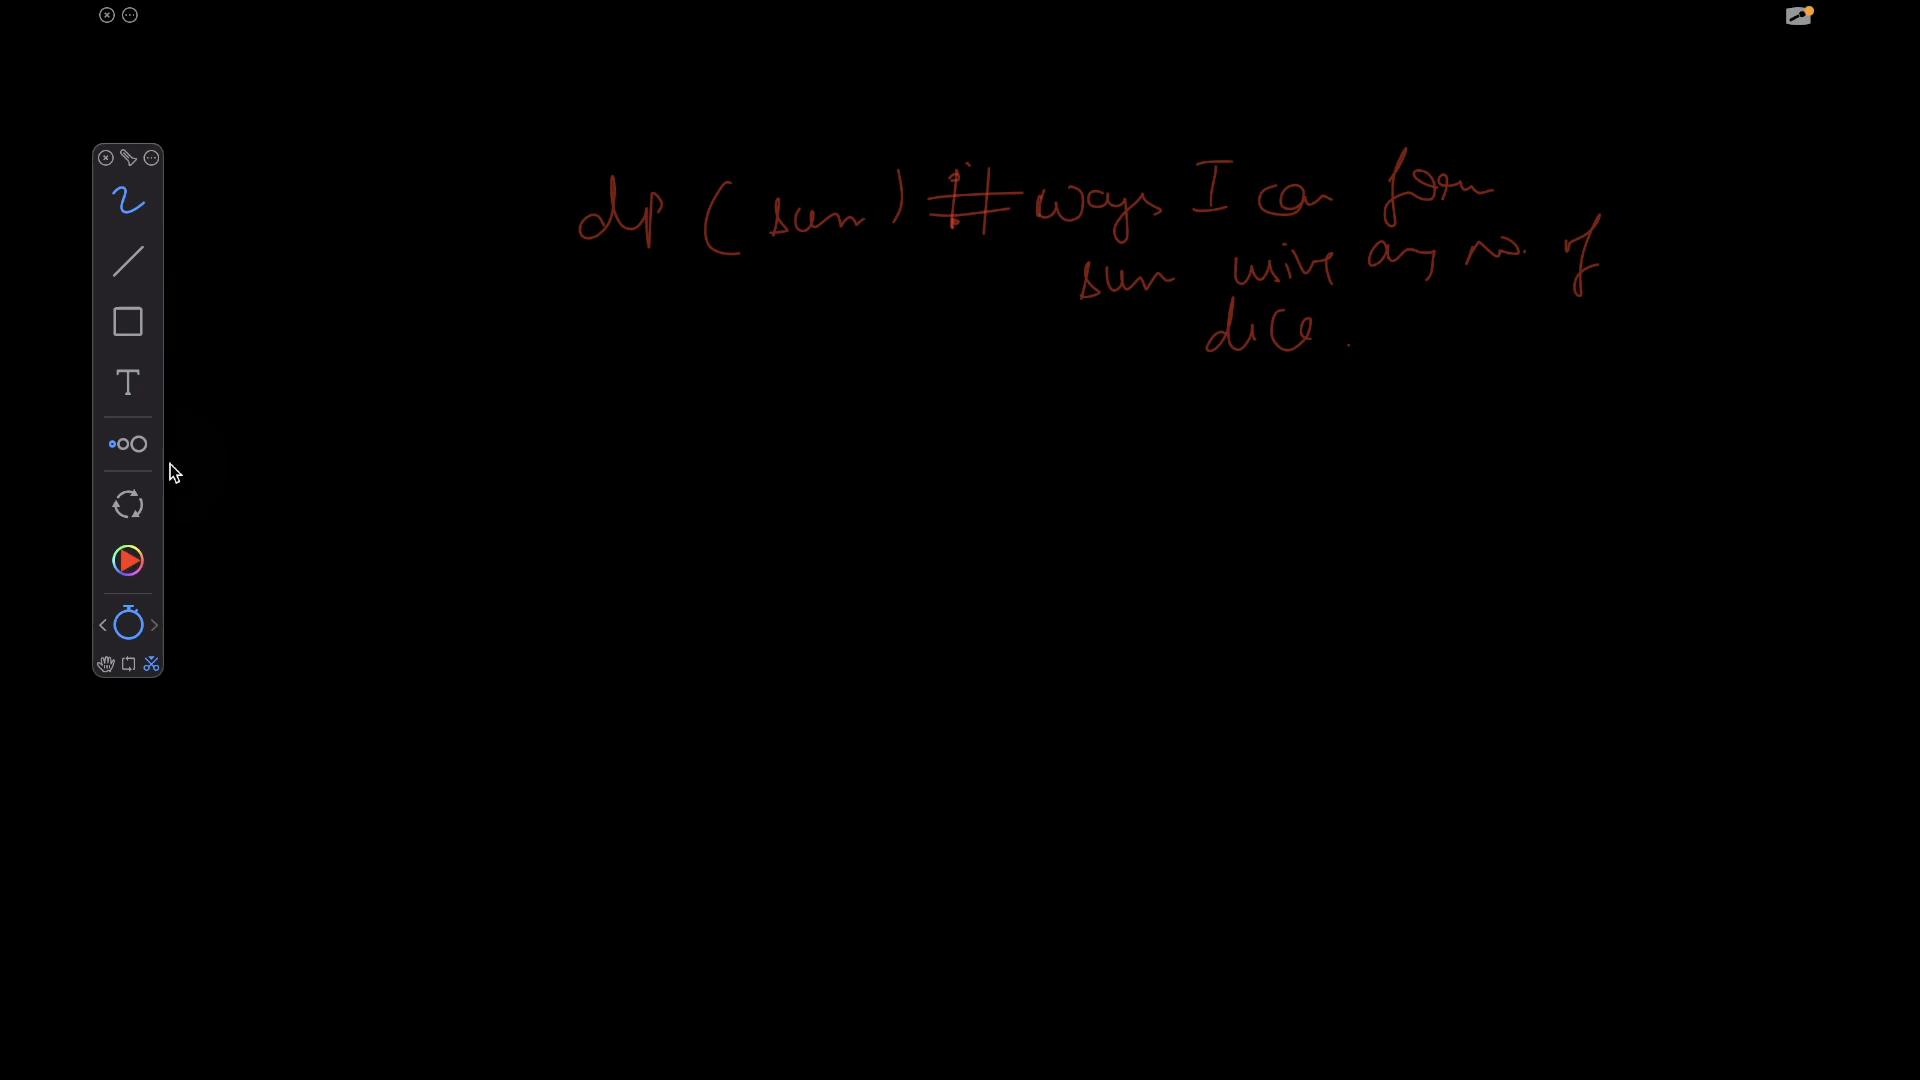 dp (sum) # ways I can form
sum using any no. of
dice.